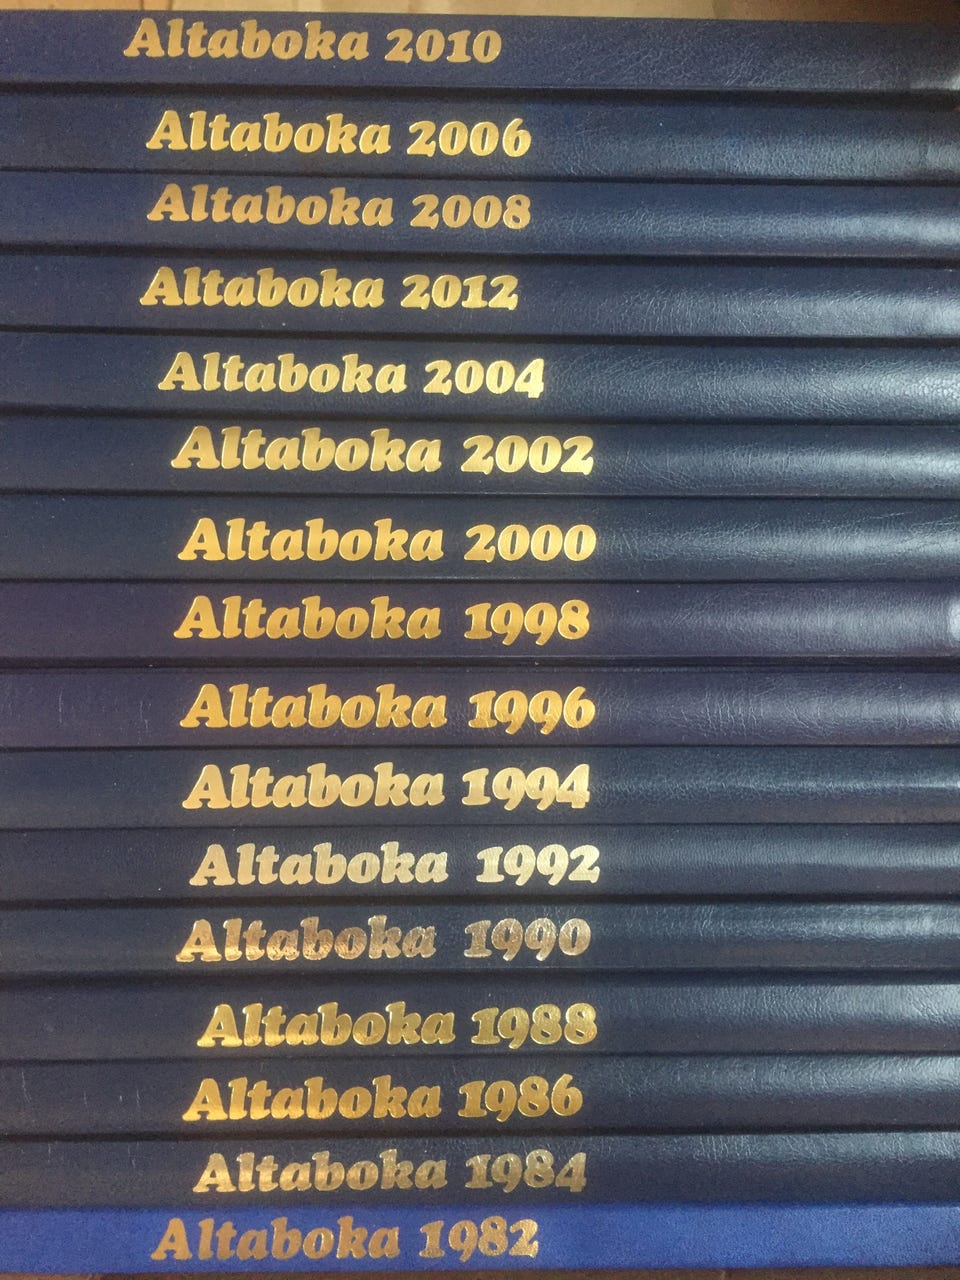 Altaboka 2010
Altaboka 2006
Altaboka 2008
Altaboka 2012
Altaboka 2004
Altaboka 2002
Altaboka 2000
Altaboka 1998
Altaboka 1996
Altaboka 1994
Altaboka 1992
Altaboka 1990
Altaboka 1988
Altaboka 1986
Altaboka 1984
Altaboka 1982